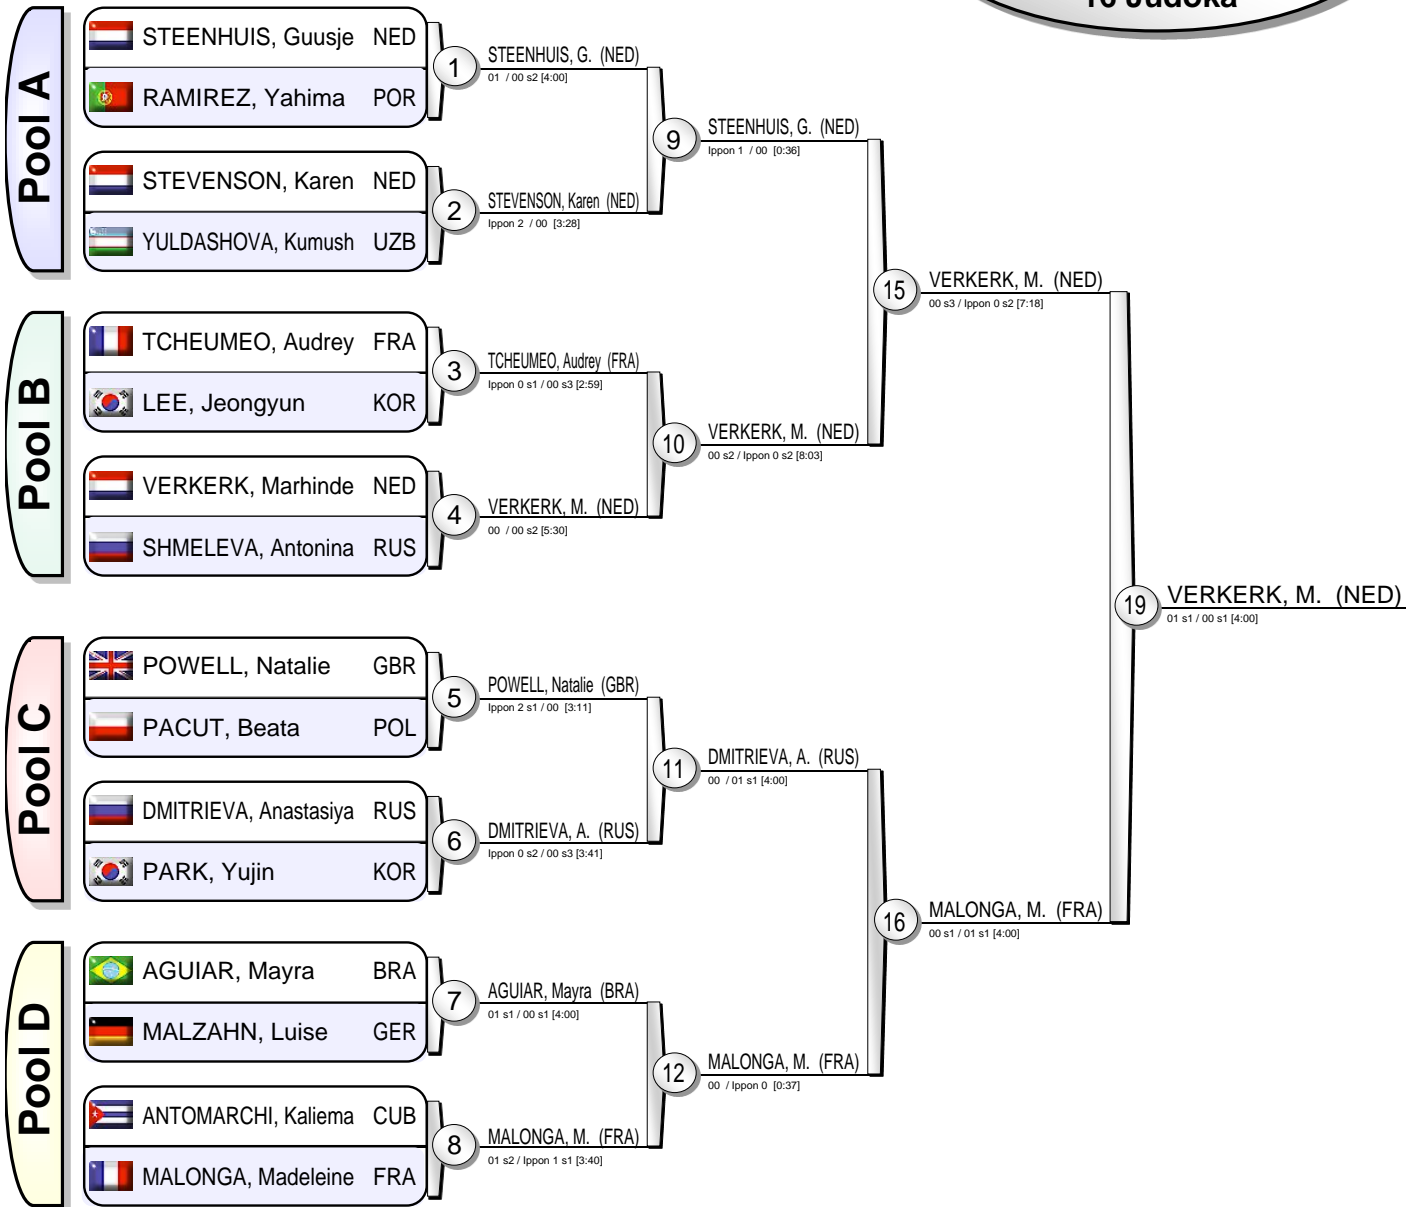 16 Judoka
Pool A
STEENHUIS, Guusje NED
RAMIREZ, Yahima POR
1
STEENHUIS, G. (NED)
01 / 00 s2 [4:00]
STEVENSON, Karen NED
YULDASHOVA, Kumush UZB
2
STEVENSON, Karen (NED)
Ippon 2 / 00 [3:28]
9
STEENHUIS, G. (NED)
Ippon 1 / 00 [0:36]
Pool B
TCHEUMEO, Audrey FRA
LEE, Jeongyun KOR
3
TCHEUMEO, Audrey (FRA)
Ippon 0 s1 / 00 s3 [2:59]
VERKERK, Marhinde NED
SHMELEVA, Antonina RUS
4
VERKERK, M. (NED)
00 / 00 s2 [5:30]
10
VERKERK, M. (NED)
00 s2 / Ippon 0 s2 [8:03]
15
VERKERK, M. (NED)
00 s3 / Ippon 0 s2 [7:18]
Pool C
POWELL, Natalie GBR
PACUT, Beata POL
5
POWELL, Natalie (GBR)
Ippon 2 s1 / 00 [3:11]
DMITRIEVA, Anastasiya RUS
PARK, Yujin KOR
6
DMITRIEVA, A. (RUS)
Ippon 0 s2 / 00 s3 [3:41]
11
DMITRIEVA, A. (RUS)
00 / 01 s1 [4:00]
Pool D
AGUIAR, Mayra BRA
MALZAHN, Luise GER
7
AGUIAR, Mayra (BRA)
01 s1 / 00 s1 [4:00]
ANTOMARCHI, Kaliema CUB
MALONGA, Madeleine FRA
8
MALONGA, M. (FRA)
01 s2 / Ippon 1 s1 [3:40]
12
MALONGA, M. (FRA)
00 / Ippon 0 [0:37]
16
MALONGA, M. (FRA)
00 s1 / 01 s1 [4:00]
19
VERKERK, M. (NED)
01 s1 / 00 s1 [4:00]